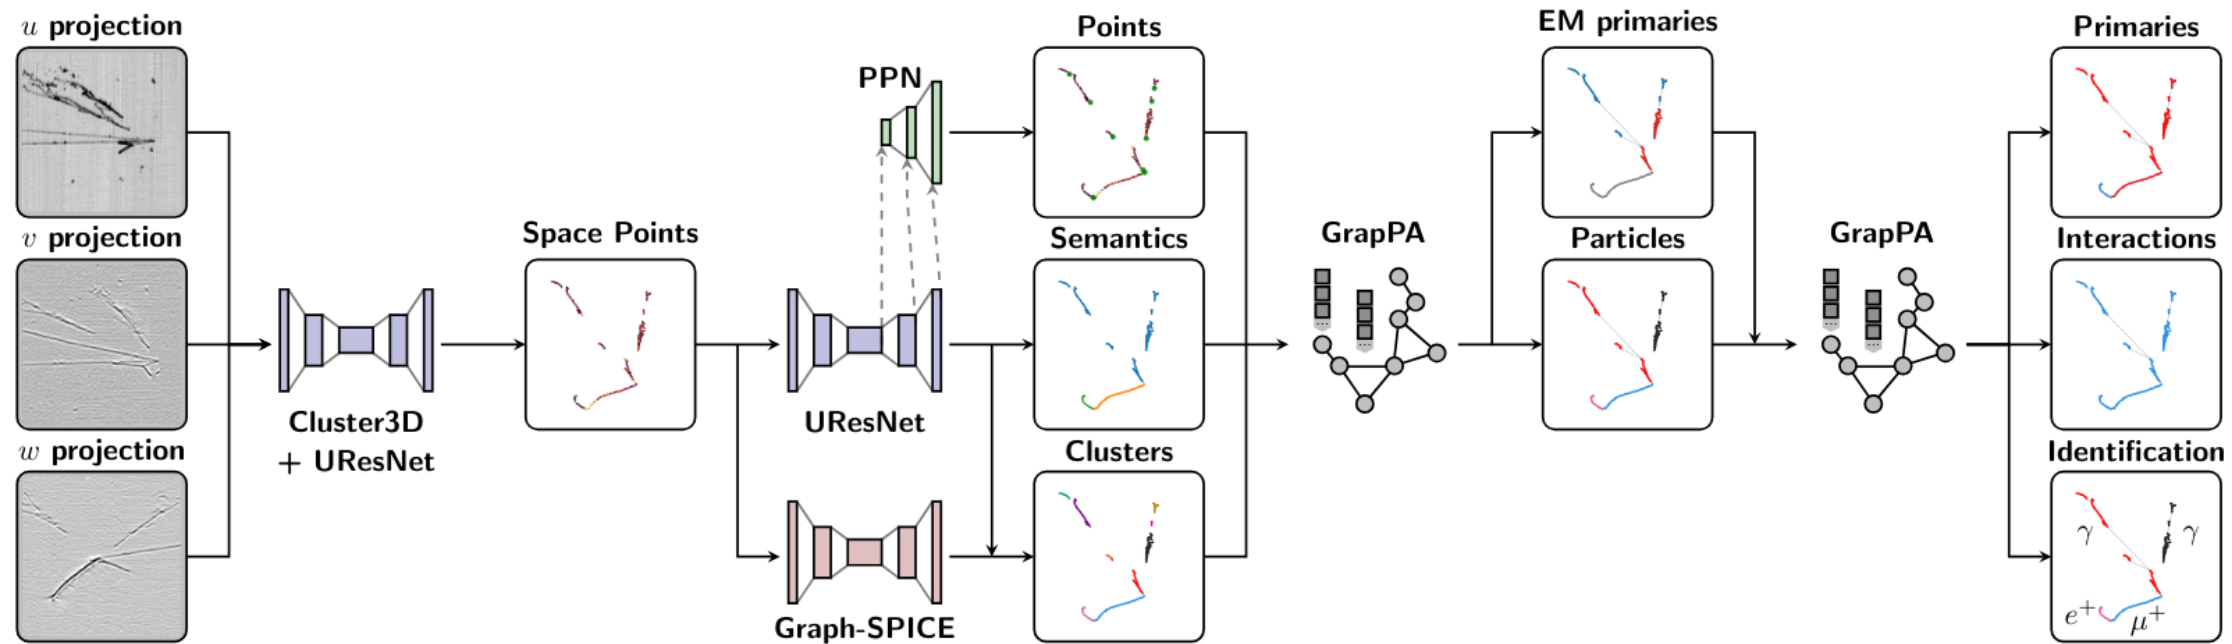 u projection
v projection
w projection
Cluster3D
+ UResNet
Space Points
PPN
UResNet
Graph-SPICE
Points
Semantics
Clusters
GrapPA
...
...
EM primaries
Particles
GrapPA
...
...
Primaries
Interactions
Identification
γ
γ
e⁺
μ⁺